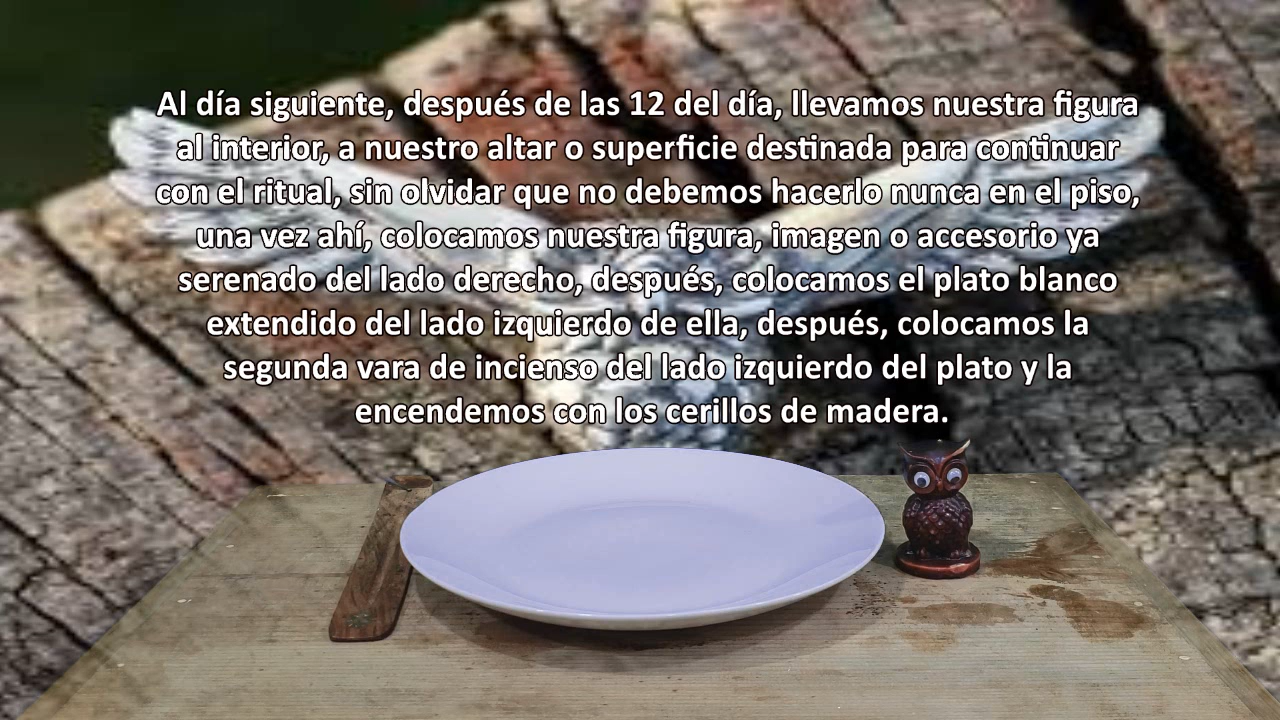 Al día siguiente, después de las 12 del día, llevamos nuestra figura
al interior, a nuestro altar o superficie destinada para continuar
con el ritual, sin olvidar que no debemos hacerlo nunca en el piso,
una vez ahí, colocamos nuestra figura, imagen o accesorio ya
serenado del lado derecho, después, colocamos el plato blanco
extendido del lado izquierdo de ella, después, colocamos la
segunda vara de incienso del lado izquierdo del plato y la
encendemos con los cerillos de madera.